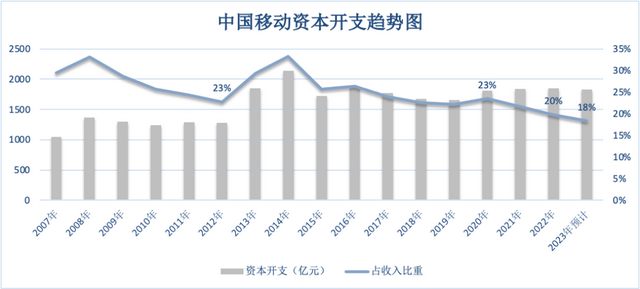 中国移动资本开支趋势图
2500
2000
1500
1000
500
0
35%
30%
25%
20%
15%
10%
5%
0%
23%
23%
20%
18%
2007年
2008年
2009年
2010年
2011年
2012年
2013年
2014年
2015年
2016年
2017年
2018年
2019年
2020年
2021年
2022年
2023年预计
资本开支（亿元）
占收入比重